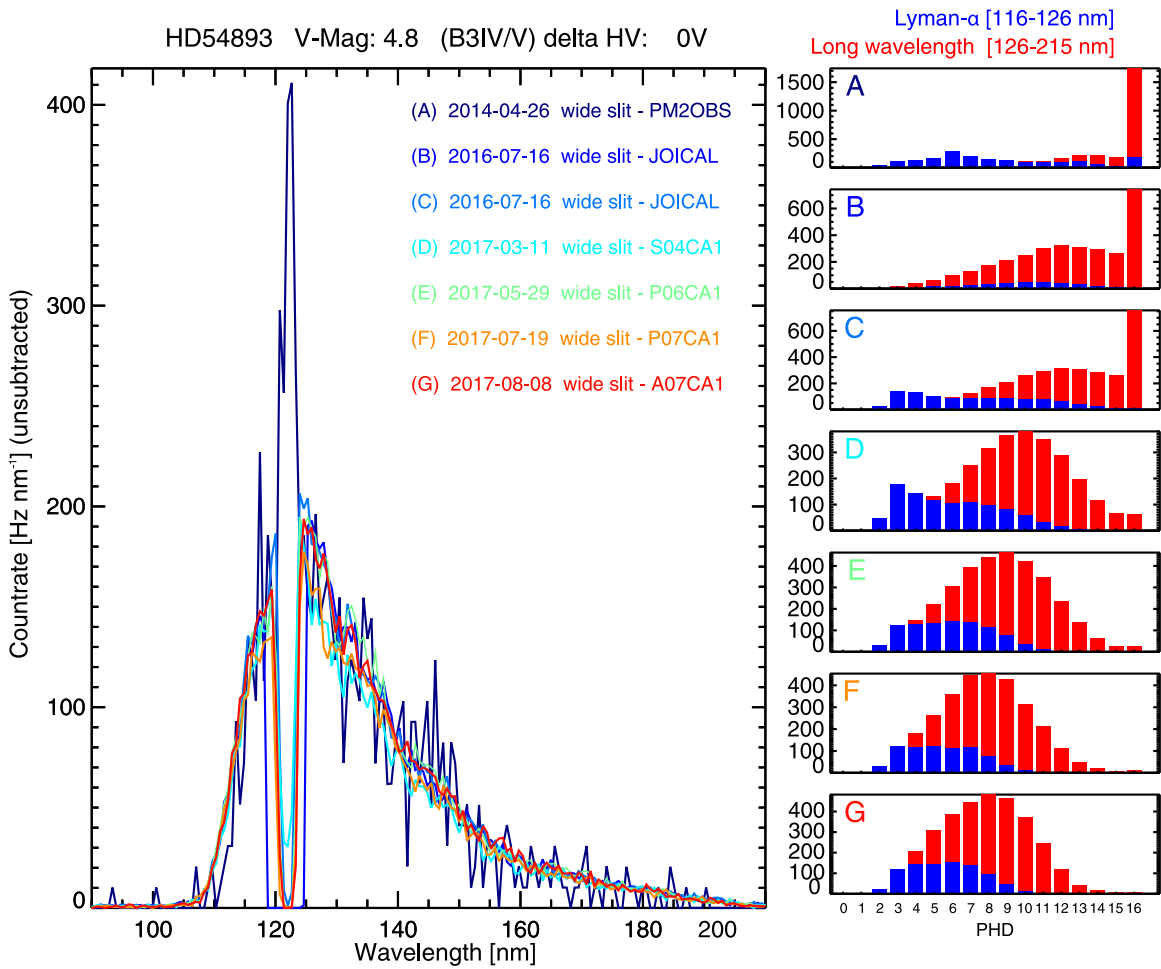 HD54893 V-Mag: 4.8 (B3IV/V) delta HV: 0V
Lyman-α [116-126 nm]
Long wavelength [126-215 nm]
Countrate [Hz nm⁻¹] (unsubtracted)
400
300
200
100
0
(A) 2014-04-26 wide slit - PM2OBS
(B) 2016-07-16 wide slit - JOICAL
(C) 2016-07-16 wide slit - JOICAL
(D) 2017-03-11 wide slit - S04CA1
(E) 2017-05-29 wide slit - P06CA1
(F) 2017-07-19 wide slit - P07CA1
(G) 2017-08-08 wide slit - A07CA1
100 120 140 160 180 200
Wavelength [nm]
A
1500
1000
500
0
B
600
400
200
0
C
600
400
200
0
D
300
200
100
0
E
400
300
200
100
0
F
400
300
200
100
0
G
400
300
200
100
0
0 1 2 3 4 5 6 7 8 9 10 11 12 13 14 15 16
PHD